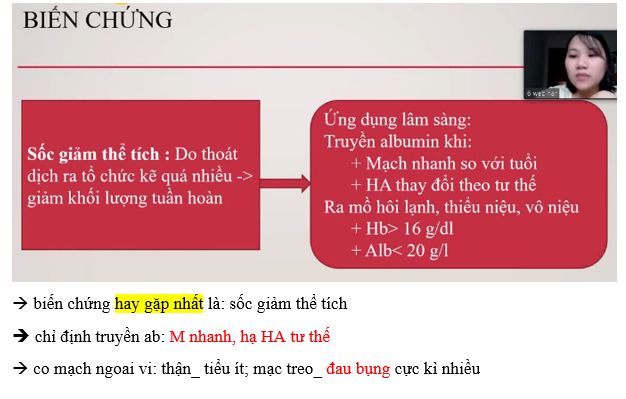 BIẾN CHỨNG
Sốc giảm thể tích : Do thoát
dịch ra tổ chức kẽ quá nhiều ->
giảm khối lượng tuần hoàn
Ứng dụng lâm sàng:
Truyền albumin khi:
+ Mạch nhanh so với tuổi
+ HA thay đổi theo tư thế
Ra mồ hôi lạnh, thiểu niệu, vô niệu
+ Hb> 16 g/dl
+ Alb< 20 g/l
→ biến chứng hay gặp nhất là: sốc giảm thể tích
→ chỉ định truyền ab: M nhanh, hạ HA tư thế
→ co mạch ngoai vi: thận_ tiểu ít; mạc treo_ đau bụng cực kì nhiều